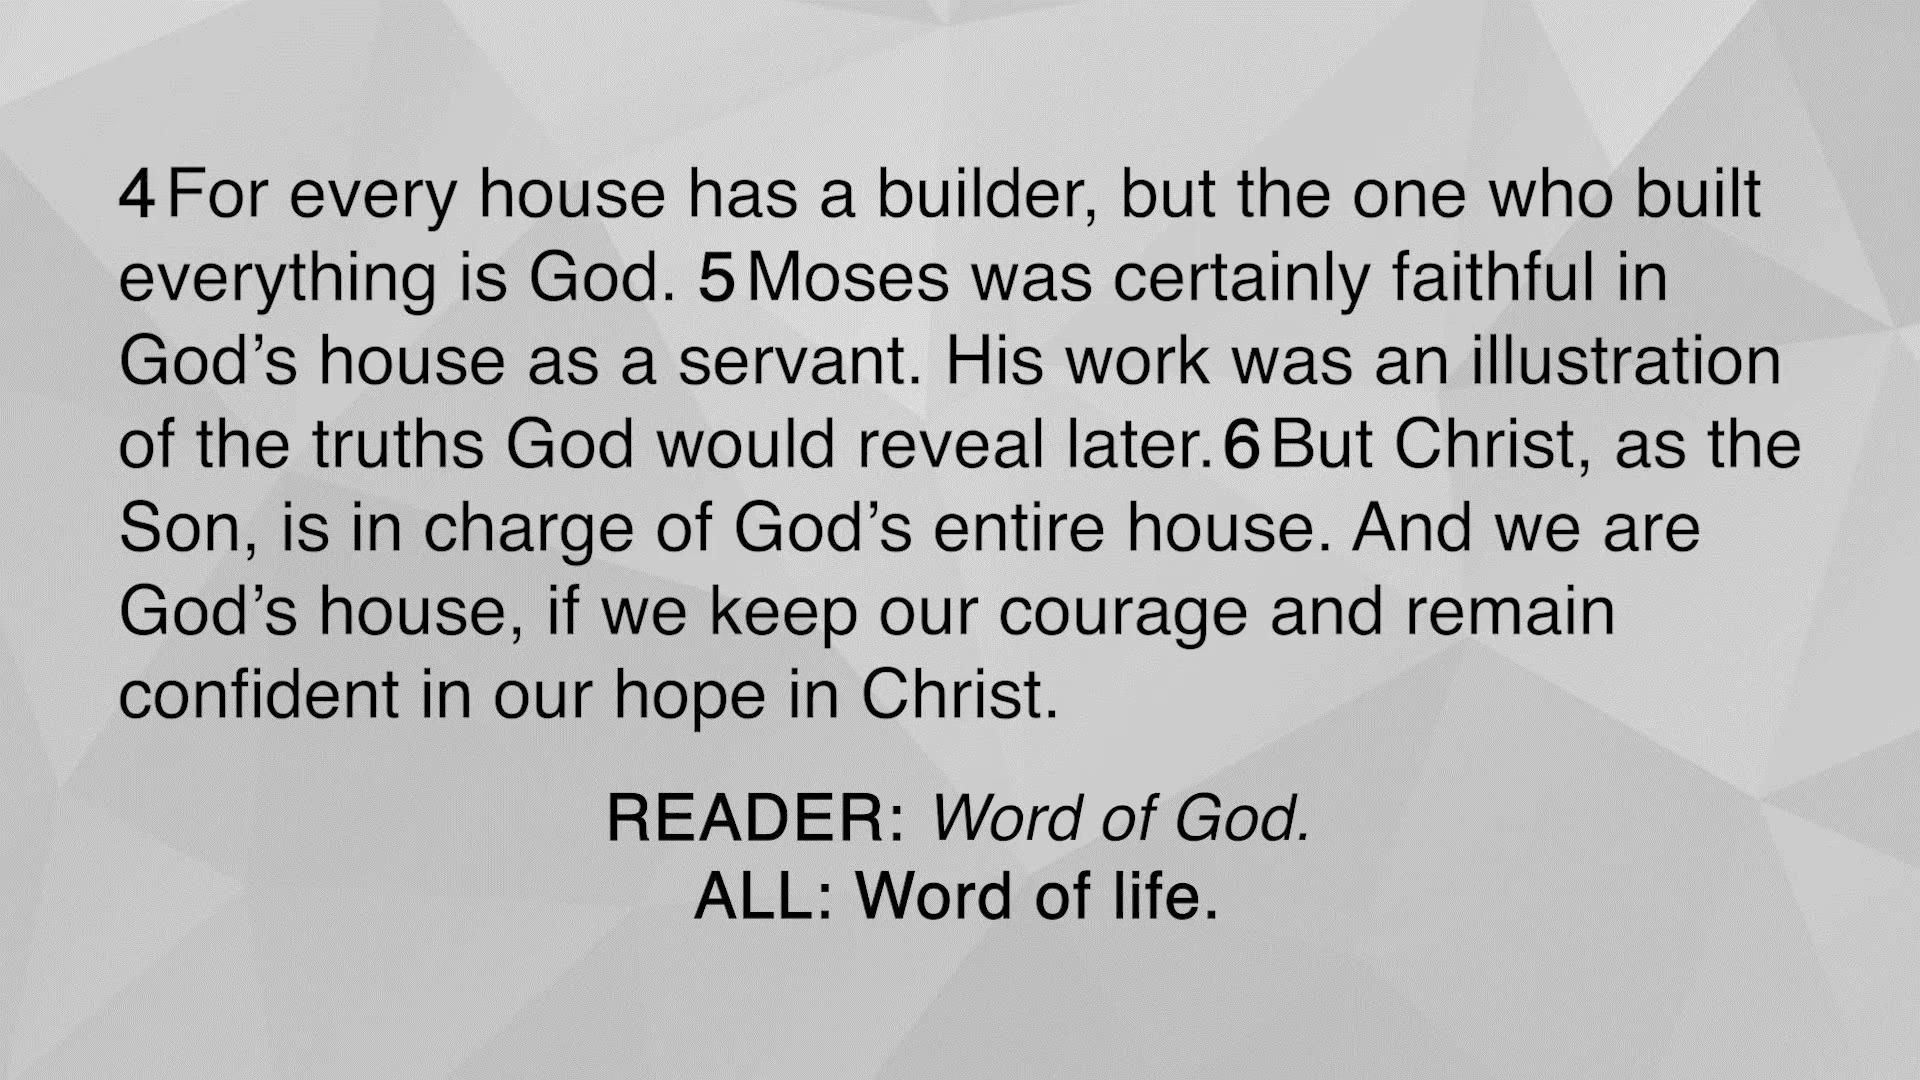 4 For every house has a builder, but the one who built
everything is God. 5 Moses was certainly faithful in
God’s house as a servant. His work was an illustration
of the truths God would reveal later. 6 But Christ, as the
Son, is in charge of God’s entire house. And we are
God’s house, if we keep our courage and remain
confident in our hope in Christ.
READER: Word of God.
ALL: Word of life.